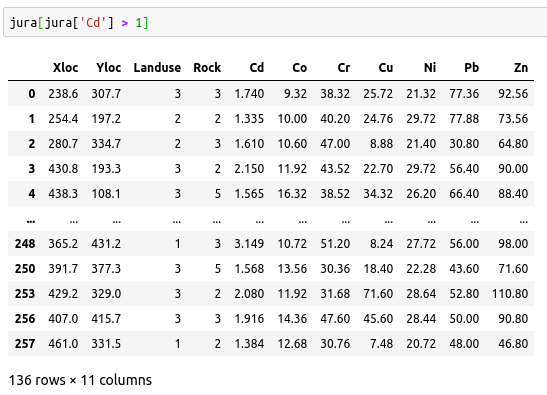 jura[jura['Cd'] > 1]
Xloc Yloc Landuse Rock Cd Co Cr Cu Ni Pb Zn
0 238.6 307.7 3 3 1.740 9.32 38.32 25.72 21.32 77.36 92.56
1 254.4 197.2 2 2 1.335 10.00 40.20 24.76 29.72 77.88 73.56
2 280.7 334.7 2 3 1.610 10.60 47.00 8.88 21.40 30.80 64.80
3 430.8 193.3 3 2 2.150 11.92 43.52 22.70 29.72 56.40 90.00
4 438.3 108.1 3 5 1.565 16.32 38.52 34.32 26.20 66.40 88.40
... ... ... ... ... ... ... ... ... ... ... ...
248 365.2 431.2 1 3 3.149 10.72 51.20 8.24 27.72 56.00 98.00
250 391.7 377.3 3 5 1.568 13.56 30.36 18.40 22.28 43.60 71.60
253 429.2 329.0 3 2 2.080 11.92 31.68 71.60 28.64 52.80 110.80
256 407.0 415.7 3 3 1.916 14.36 47.60 45.60 28.44 50.00 90.80
257 461.0 331.5 1 2 1.384 12.68 30.76 7.48 20.72 48.00 46.80
136 rows × 11 columns